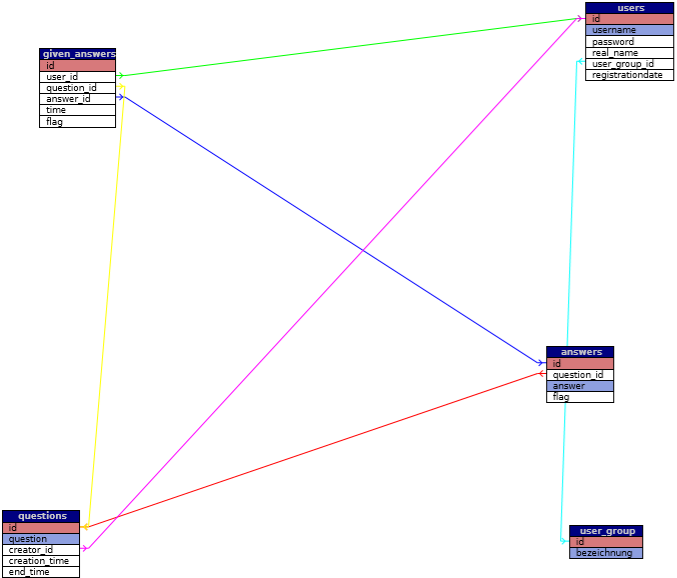 users
id
username
password
real_name
user_group_id
registrationdate
given_answers
id
user_id
question_id
answer_id
time
flag
answers
id
question_id
answer
flag
questions
id
question
creator_id
creation_time
end_time
user_group
id
bezeichnung